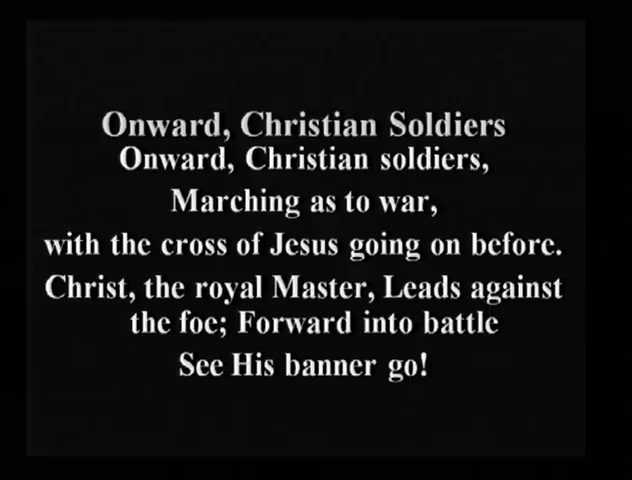 Onward, Christian Soldiers
Onward, Christian soldiers,
Marching as to war,
with the cross of Jesus going on before.
Christ, the royal Master, Leads against
the foe; Forward into battle
See His banner go!